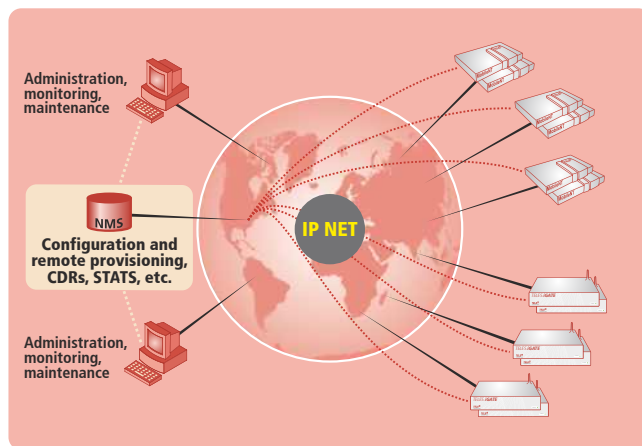 Administration,
monitoring,
maintenance
NMS
Configuration and
remote provisioning,
CDRs, STATS, etc.
IP NET
Administration,
monitoring,
maintenance